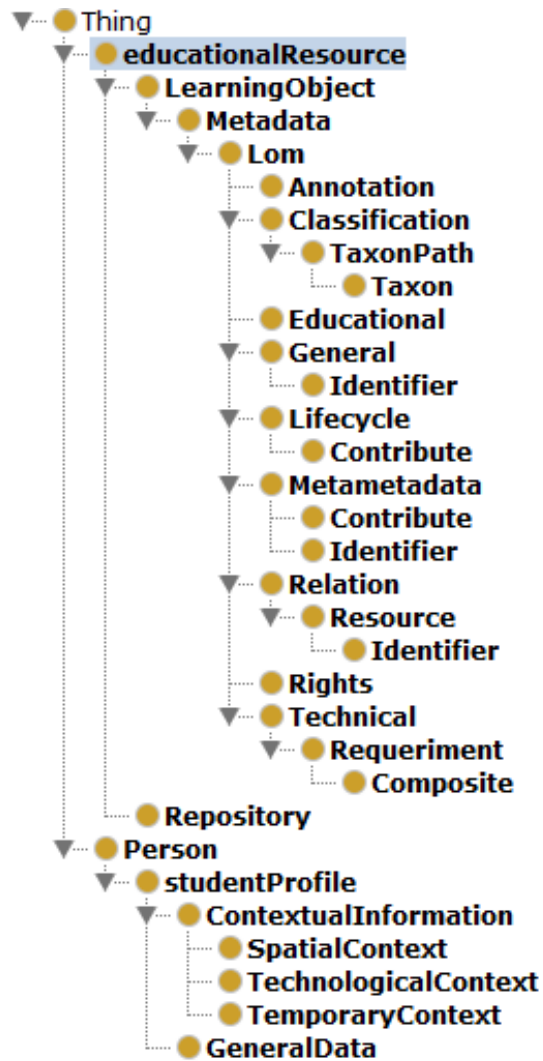 Thing
educationalResource
LearningObject
Metadata
Lom
Annotation
Classification
TaxonPath
Taxon
Educational
General
Identifier
Lifecycle
Contribute
Metametadata
Contribute
Identifier
Relation
Resource
Identifier
Rights
Technical
Requeriment
Composite
Repository
Person
studentProfile
ContextualInformation
SpatialContext
TechnologicalContext
TemporaryContext
GeneralData